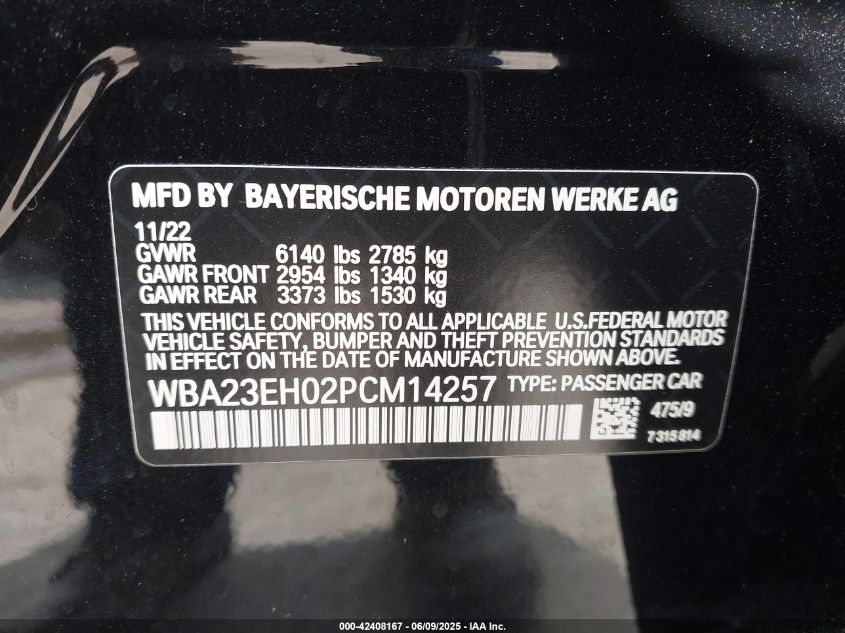 MFD BY BAYERISCHE MOTOREN WERKE AG
11/22
GVWR 6140 lbs 2785 kg
GAWR FRONT 2954 lbs 1340 kg
GAWR REAR 3373 lbs 1530 kg
THIS VEHICLE CONFORMS TO ALL APPLICABLE U.S.FEDERAL MOTOR
VEHICLE SAFETY, BUMPER AND THEFT PREVENTION STANDARDS
IN EFFECT ON THE DATE OF MANUFACTURE SHOWN ABOVE.
WBA23EH02PCM14257 TYPE: PASSENGER CAR
475/9
7 315 814
000-42408167 - 06/09/2025 - IAA Inc.